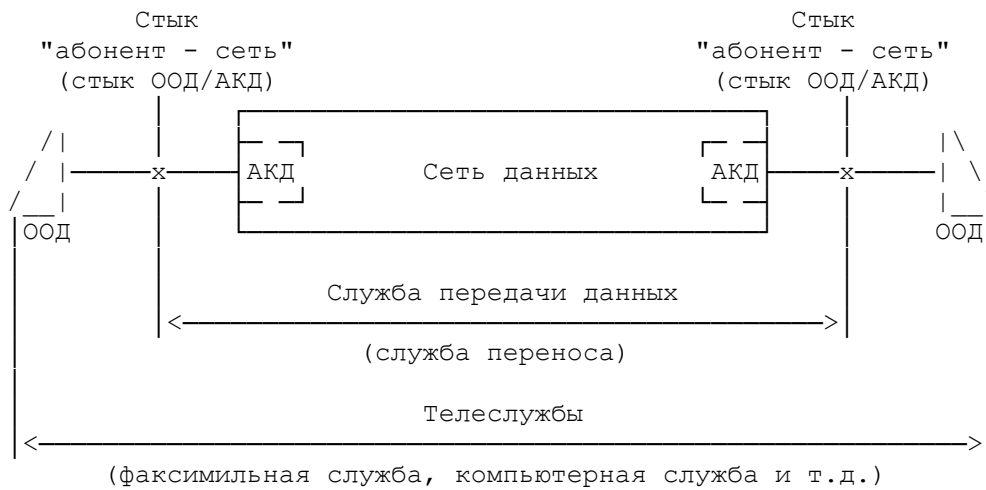 Стык Стык
"абонент - сеть" "абонент - сеть"
(стык ООД/АКД) (стык ООД/АКД)
x АКД Сеть данных АКД x
ООД ООД
Служба передачи данных
(служба переноса)
Телеслужбы
(факсимильная служба, компьютерная служба и т.д.)